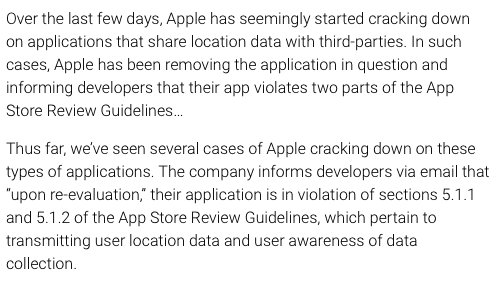 Over the last few days, Apple has seemingly started cracking down
on applications that share location data with third-parties. In such
cases, Apple has been removing the application in question and
informing developers that their app violates two parts of the App
Store Review Guidelines…
Thus far, we’ve seen several cases of Apple cracking down on these
types of applications. The company informs developers via email that
“upon re-evaluation,” their application is in violation of sections 5.1.1
and 5.1.2 of the App Store Review Guidelines, which pertain to
transmitting user location data and user awareness of data
collection.